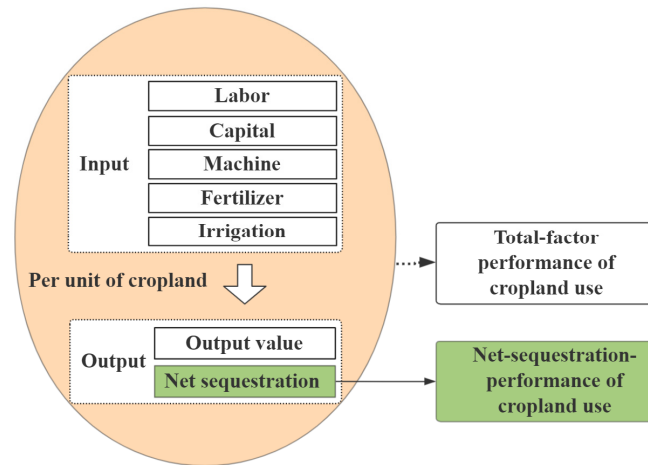 Input
Labor
Capital
Machine
Fertilizer
Irrigation
Per unit of cropland
Output
Output value
Net sequestration
Total-factor
performance of
cropland use
Net-sequestration-
performance of
cropland use